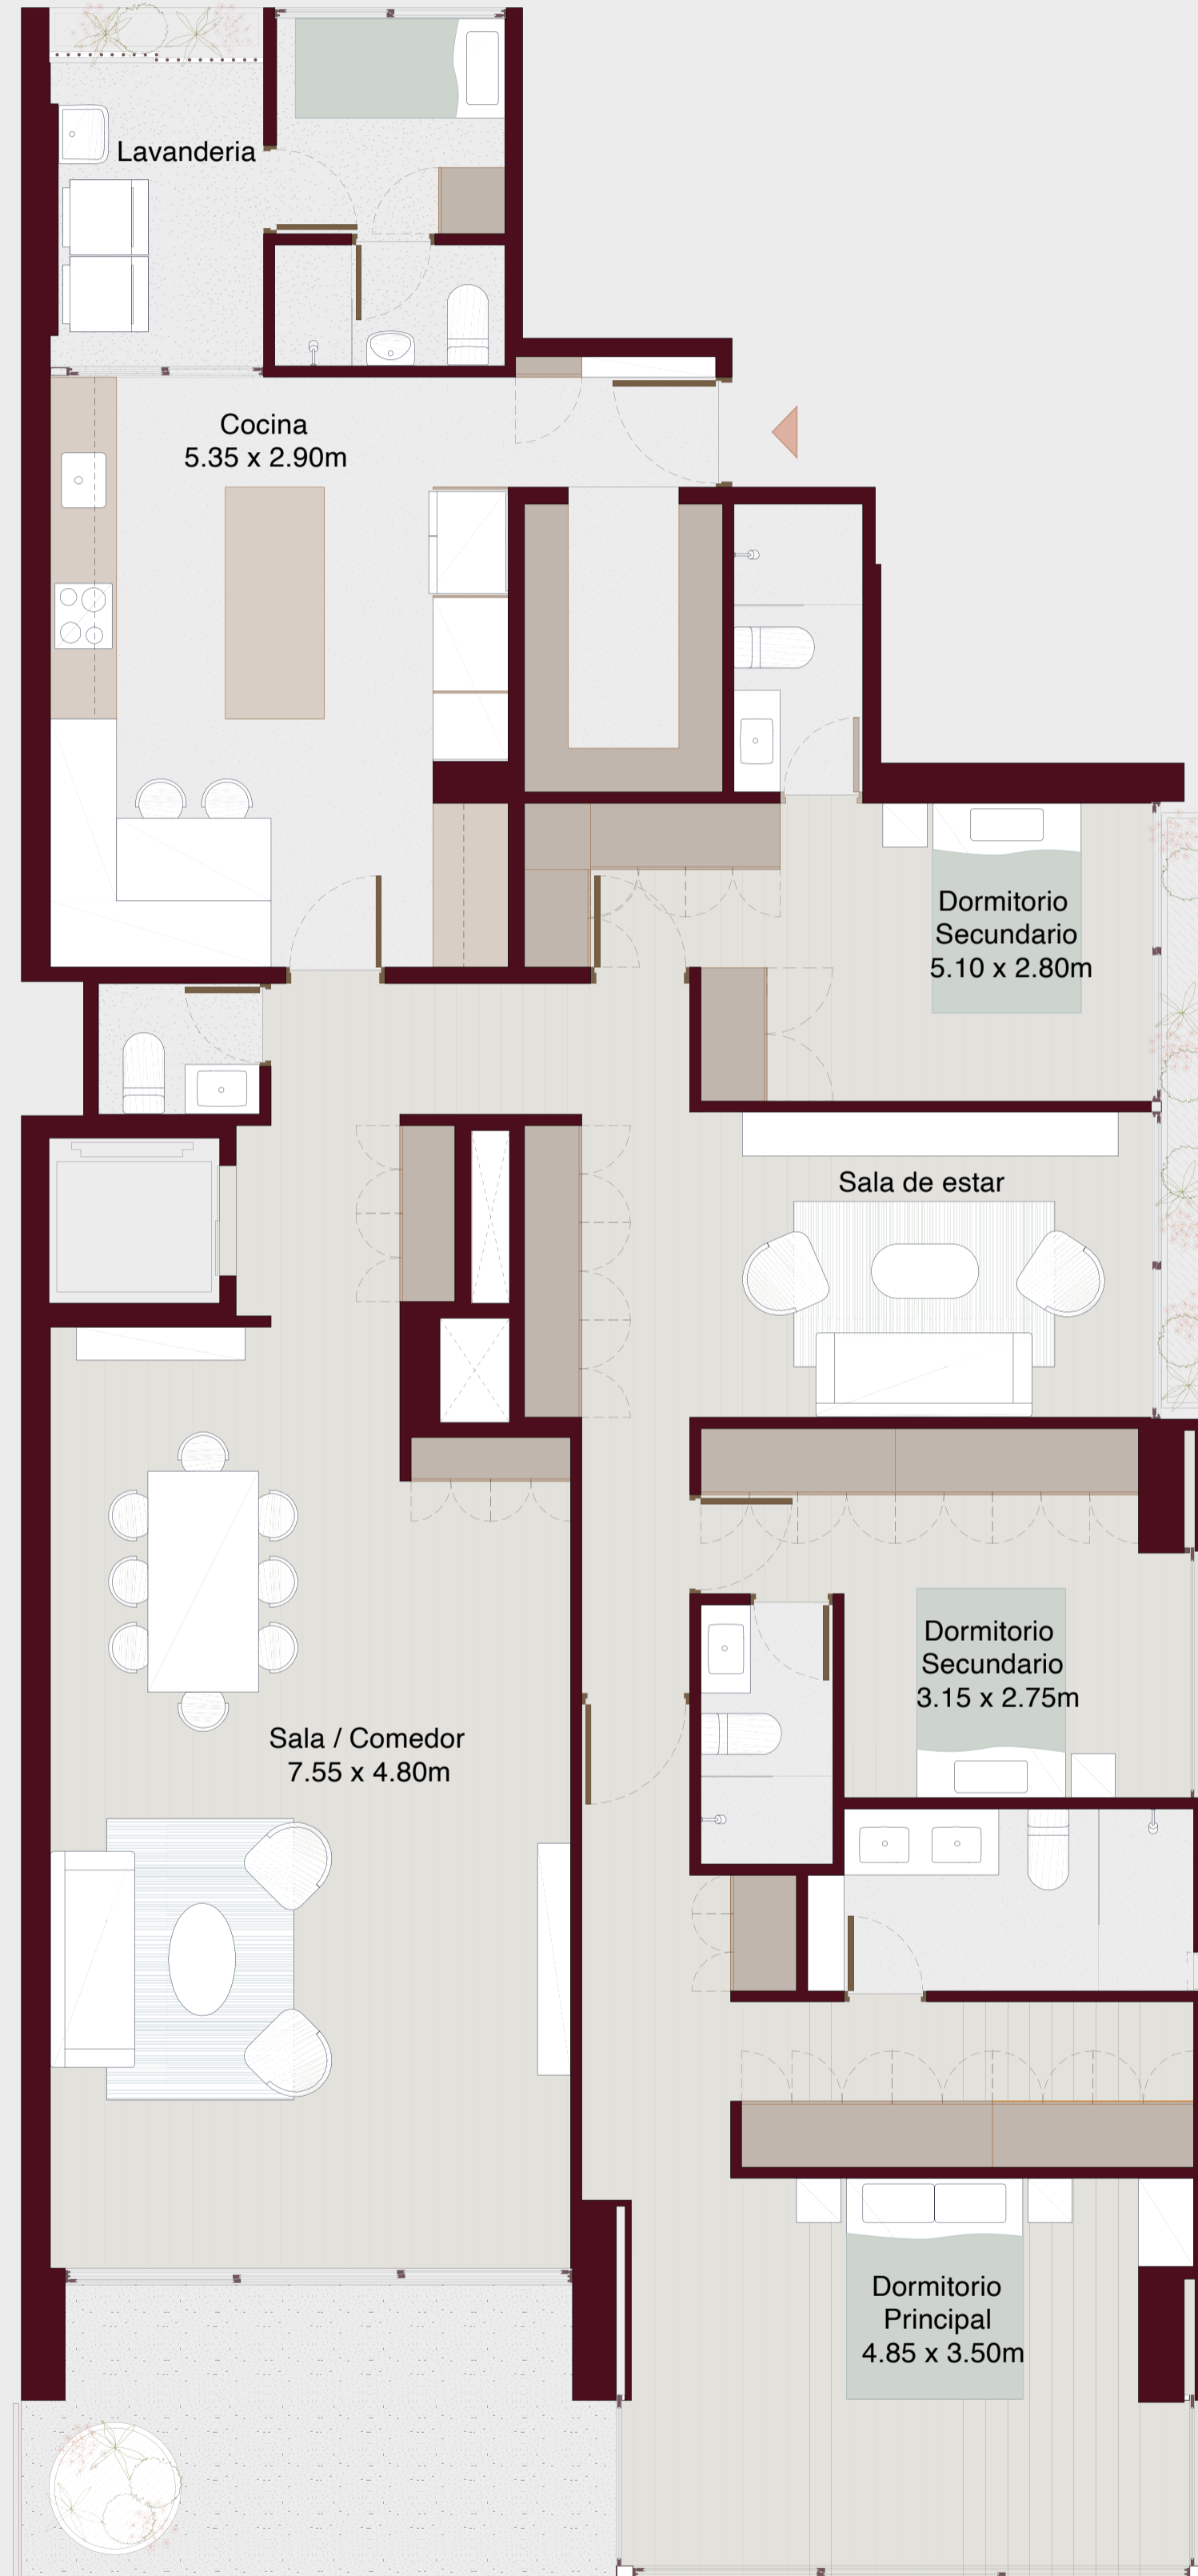 Lavanderia
Cocina
5.35 x 2.90m
Dormitorio
Secundario
5.10 x 2.80m
Sala de estar
Dormitorio
Secundario
3.15 x 2.75m
Sala / Comedor
7.55 x 4.80m
Dormitorio
Principal
4.85 x 3.50m